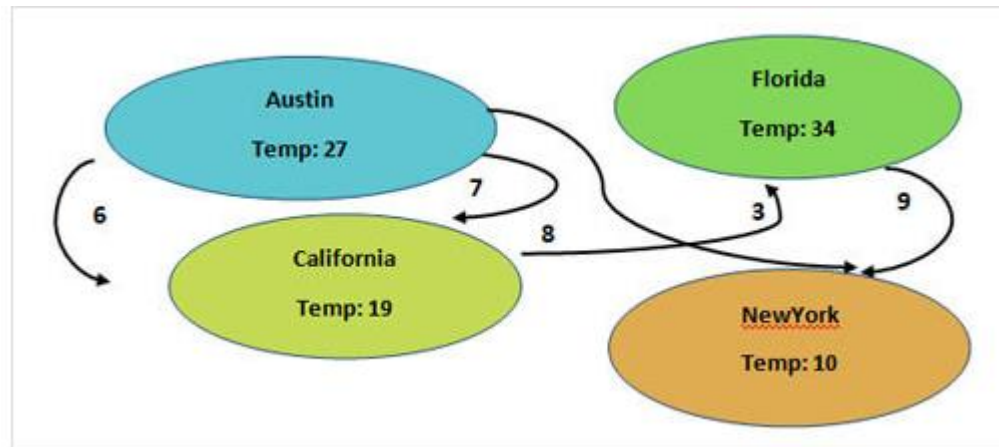 Austin
Temp: 27
Florida
Temp: 34
6
7
8
3
9
California
Temp: 19
NewYork
Temp: 10